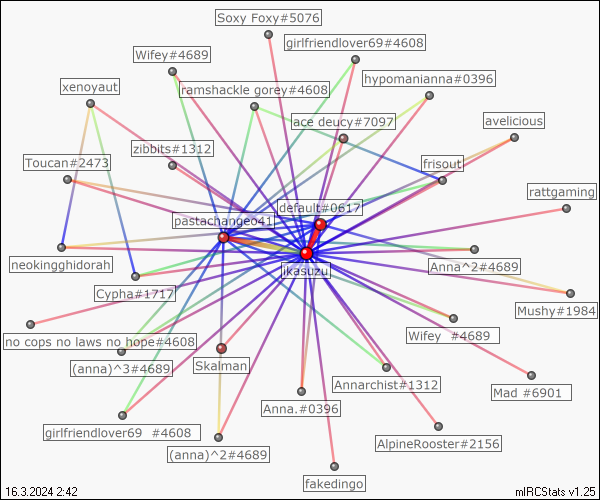 Soxy Foxy#5076
girlfriendlover69#4608
Wifey#4689
hypomanianna#0396
xenoyaut
ramshackle gorey#4608
ace deucy#7097
avelicious
zibbits#1312
Toucan#2473
frisout
rattgaming
default#0617
pastachangeo41
neokingghidorah
Anna^2#4689
ikasuzu
Cypha#1717
Mushy#1984
no cops no laws no hope#4608
Wifey  #4689
(anna)^3#4689
Skalman
Annarchist#1312
Mad #6901
Anna.#0396
girlfriendlover69  #4608
AlpineRooster#2156
(anna)^2#4689
fakedingo
16.3.2024 2:42
mIRCStats v1.25